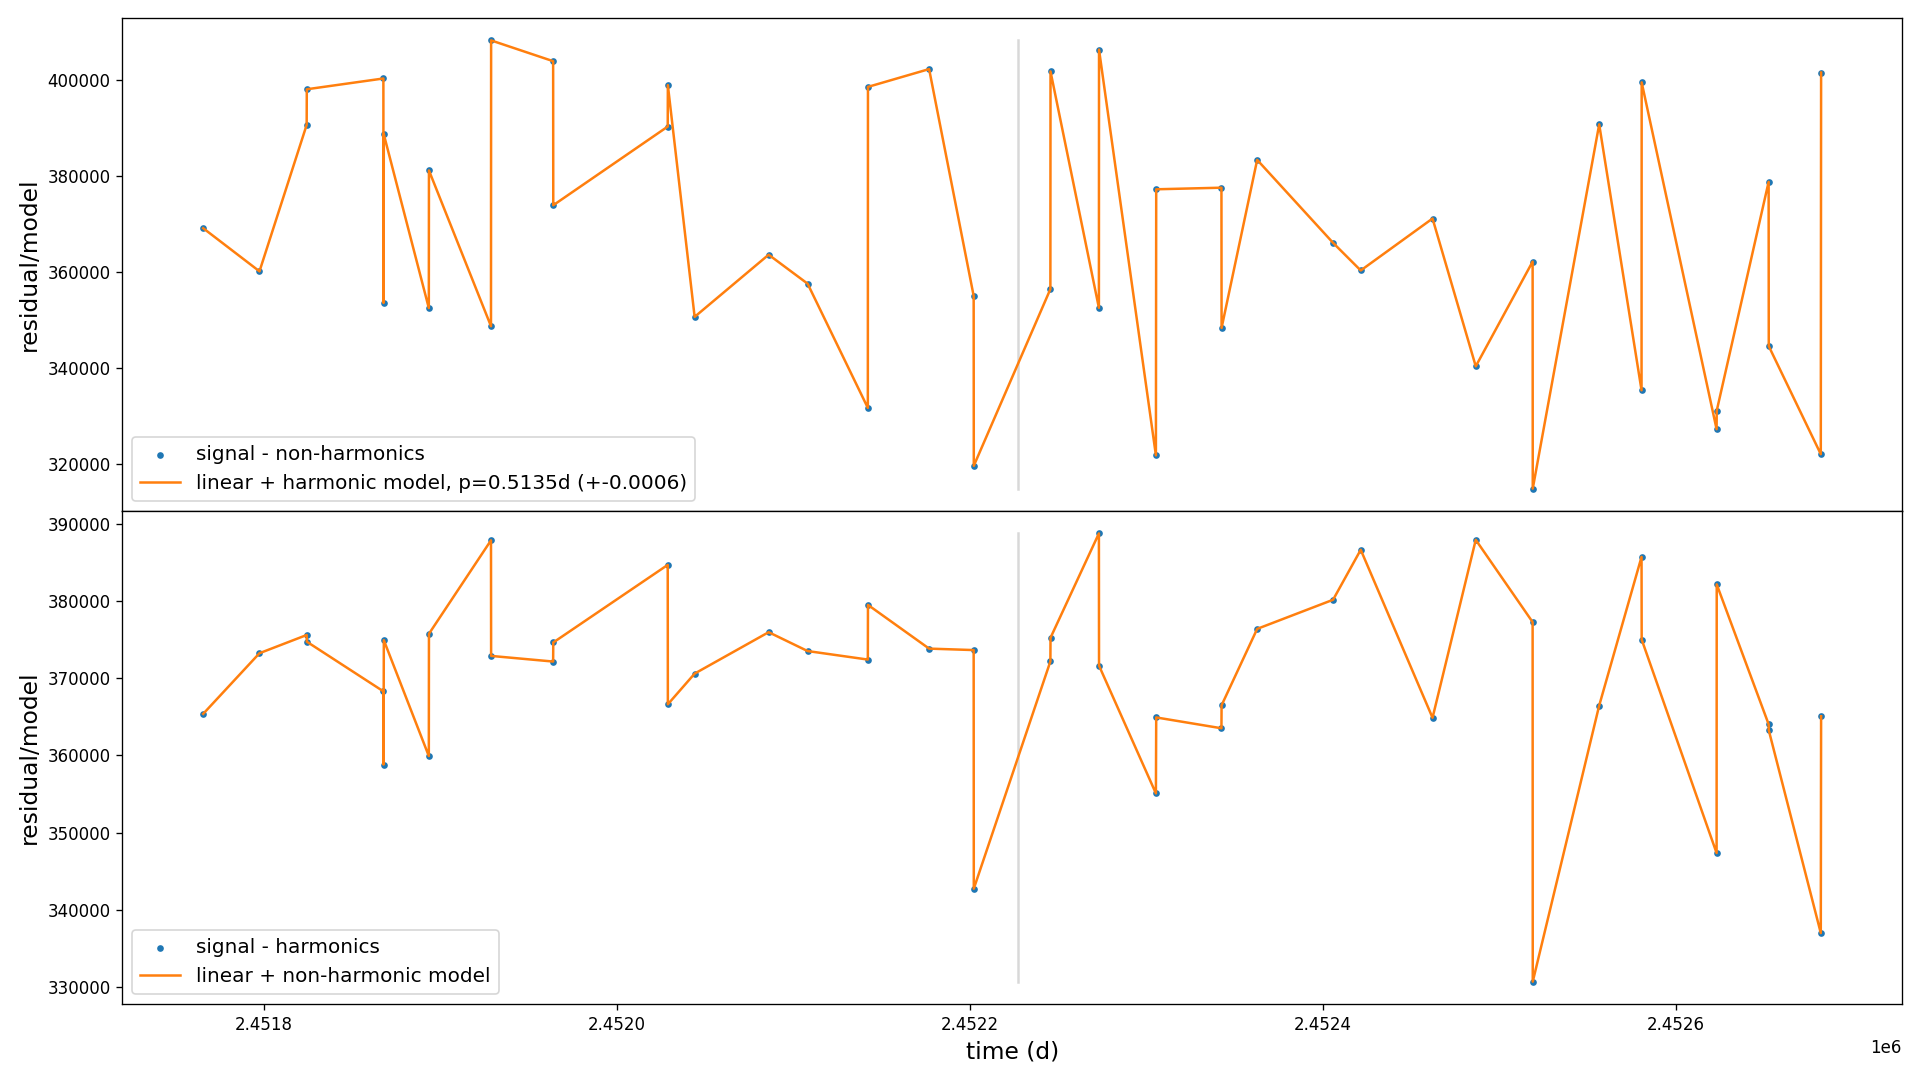 400000
380000
360000
340000
320000
residual/model
signal - non-harmonics
linear + harmonic model, p=0.5135d (+-0.0006)
390000
380000
370000
360000
350000
340000
330000
residual/model
signal - harmonics
linear + non-harmonic model
2.4518 2.4520 2.4522 2.4524 2.4526
time (d)
1e6